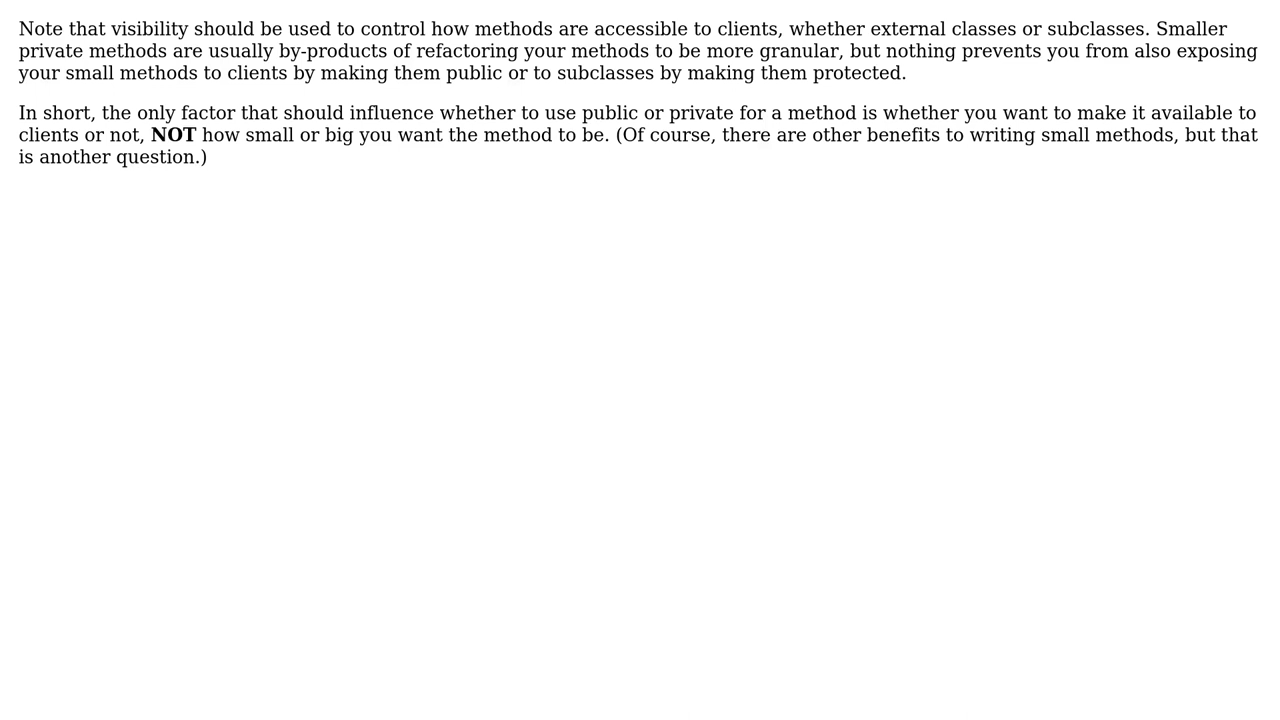 Note that visibility should be used to control how methods are accessible to clients, whether external classes or subclasses. Smaller
private methods are usually by-products of refactoring your methods to be more granular, but nothing prevents you from also exposing
your small methods to clients by making them public or to subclasses by making them protected.
In short, the only factor that should influence whether to use public or private for a method is whether you want to make it available to
clients or not, NOT how small or big you want the method to be. (Of course, there are other benefits to writing small methods, but that
is another question.)